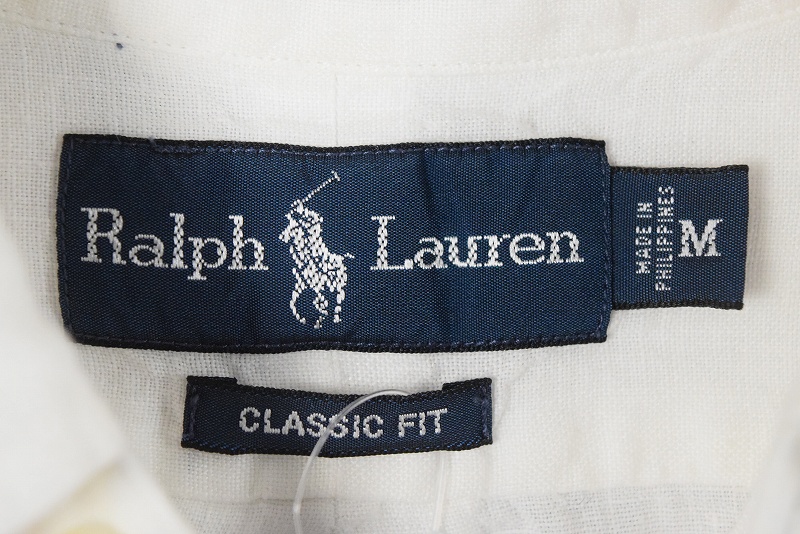 Ralph Lauren
MADE IN
PHILIPPINES
M
CLASSIC FIT